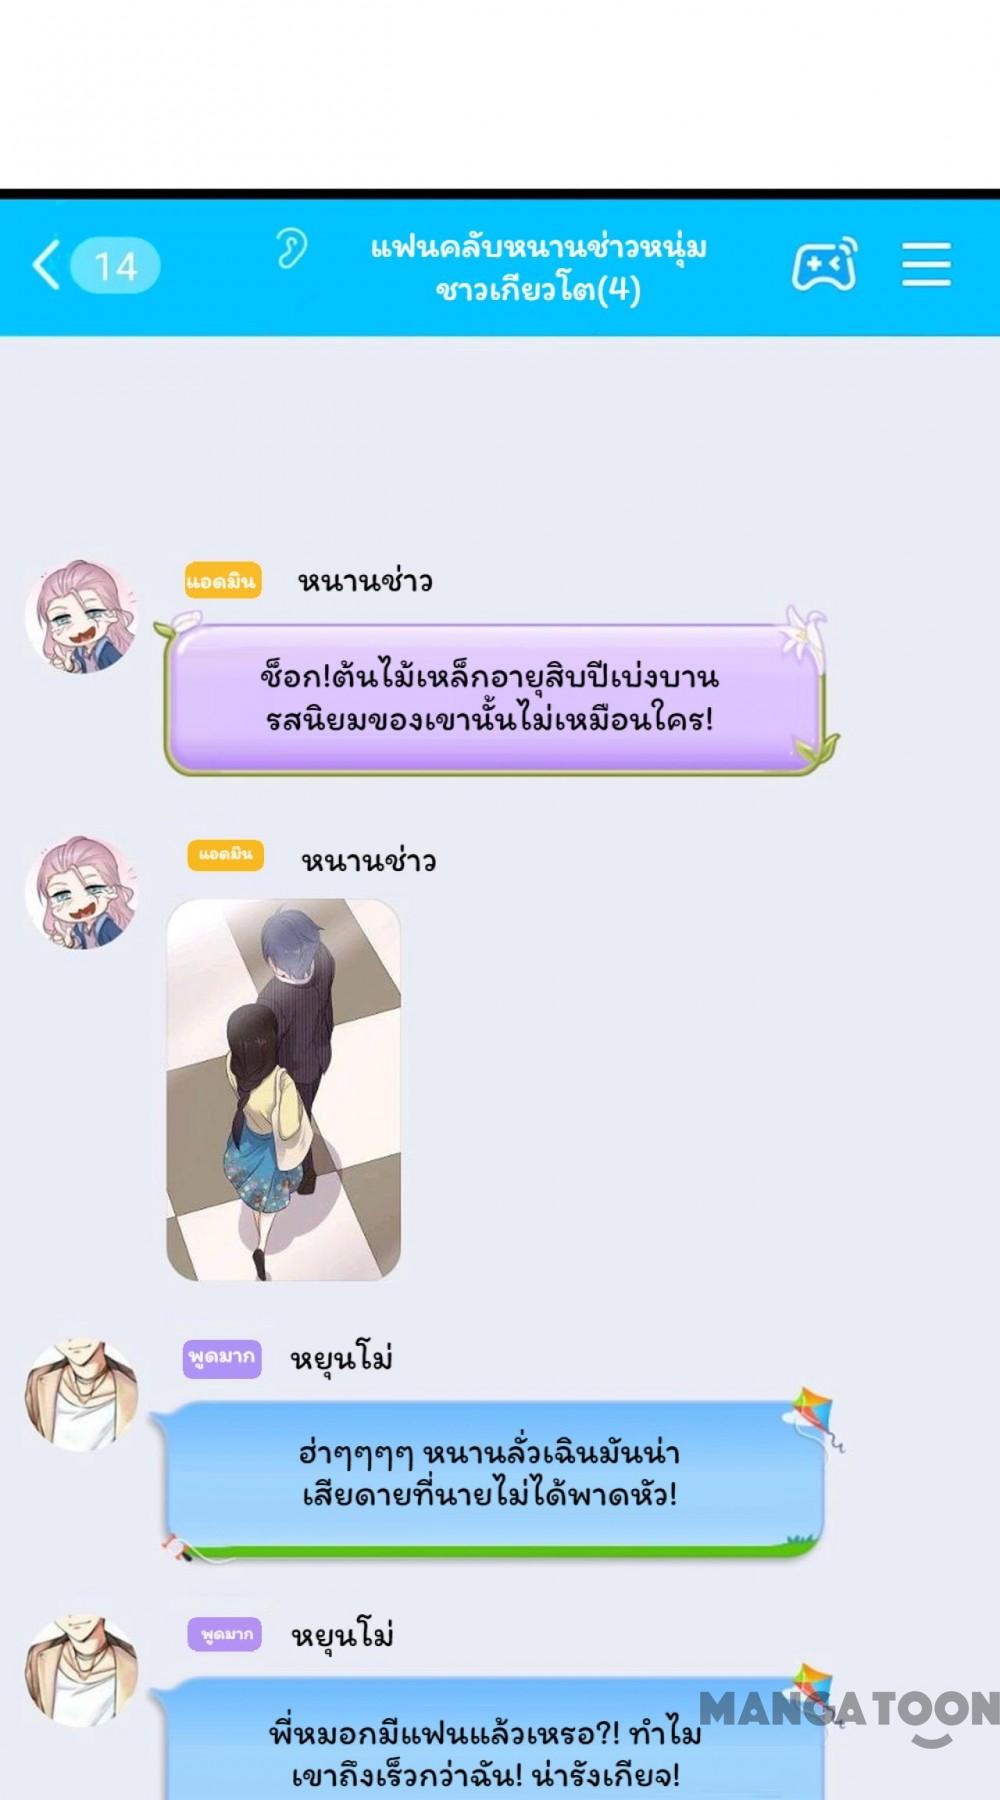 14
แฟนคลับหนานช่าวหนุ่ม
ชาวเกียวโต(4)
แอดมิน หนานช่าว
ช็อก!ต้นไม้เหล็กอายุสิบปีเบ่งบาน
รสนิยมของเขานั้นไม่เหมือนใคร!
แอดมิน หนานช่าว
พูดมาก หยุนโม่
ฮ่าๆๆๆๆ หนานลั่วเฉินมันน่า
เสียดายที่นายไม่ได้พาดหัว!
พูดมาก หยุนโม่
พี่หมอกมีแฟนแล้วเหรอ?! ทำไม
เขาถึงเร็วกว่าฉัน! น่ารังเกียจ!
MANGATOON